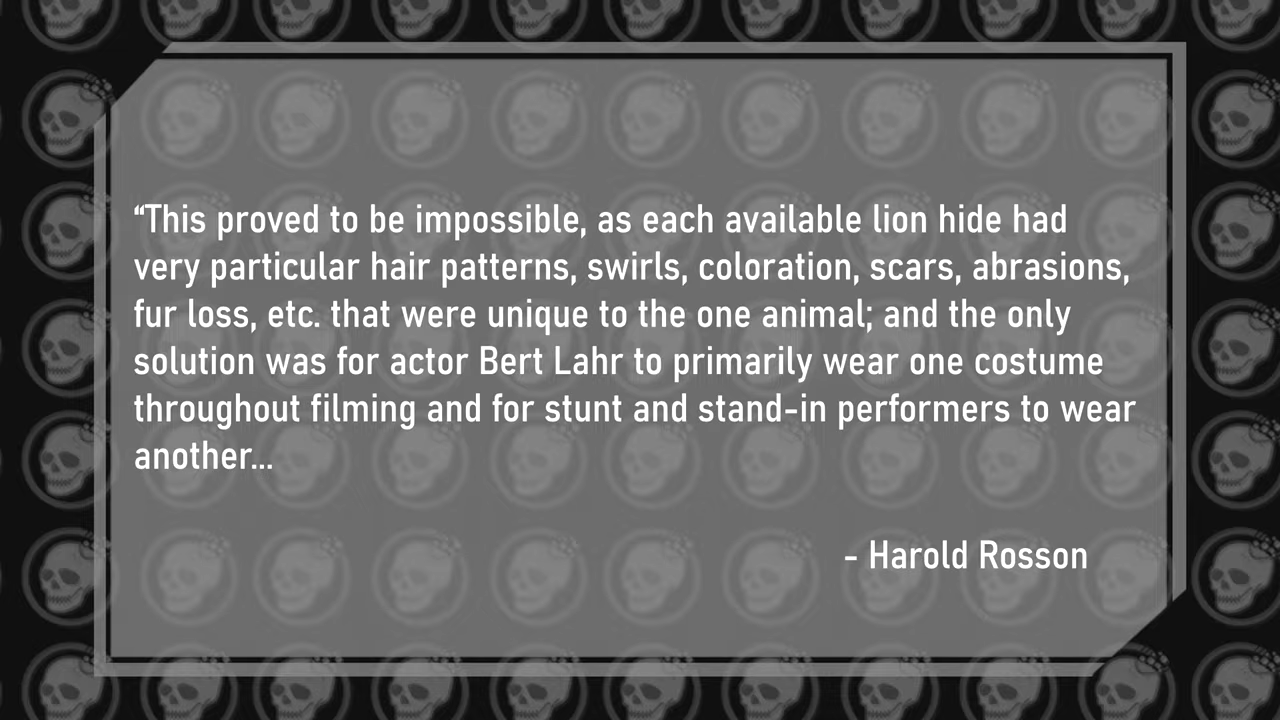 “This proved to be impossible, as each available lion hide had
very particular hair patterns, swirls, coloration, scars, abrasions,
fur loss, etc. that were unique to the one animal; and the only
solution was for actor Bert Lahr to primarily wear one costume
throughout filming and for stunt and stand-in performers to wear
another...
- Harold Rosson